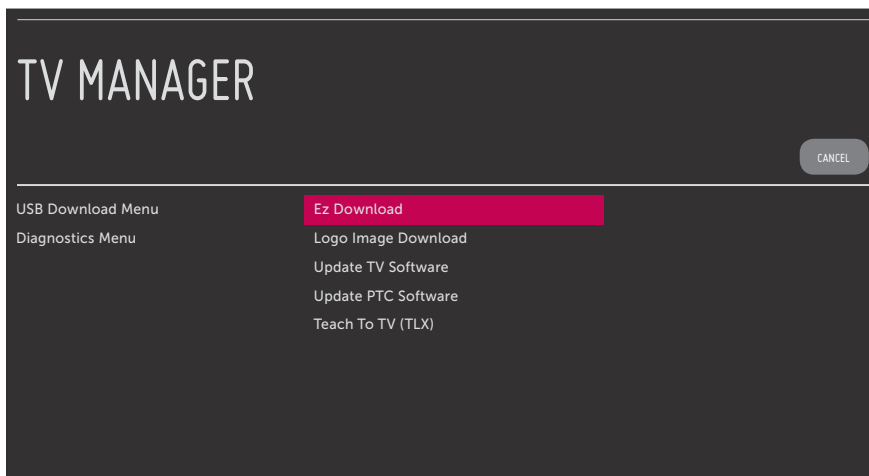 TV MANAGER
CANCEL
USB Download Menu
Diagnostics Menu
Ez Download
Logo Image Download
Update TV Software
Update PTC Software
Teach To TV (TLX)